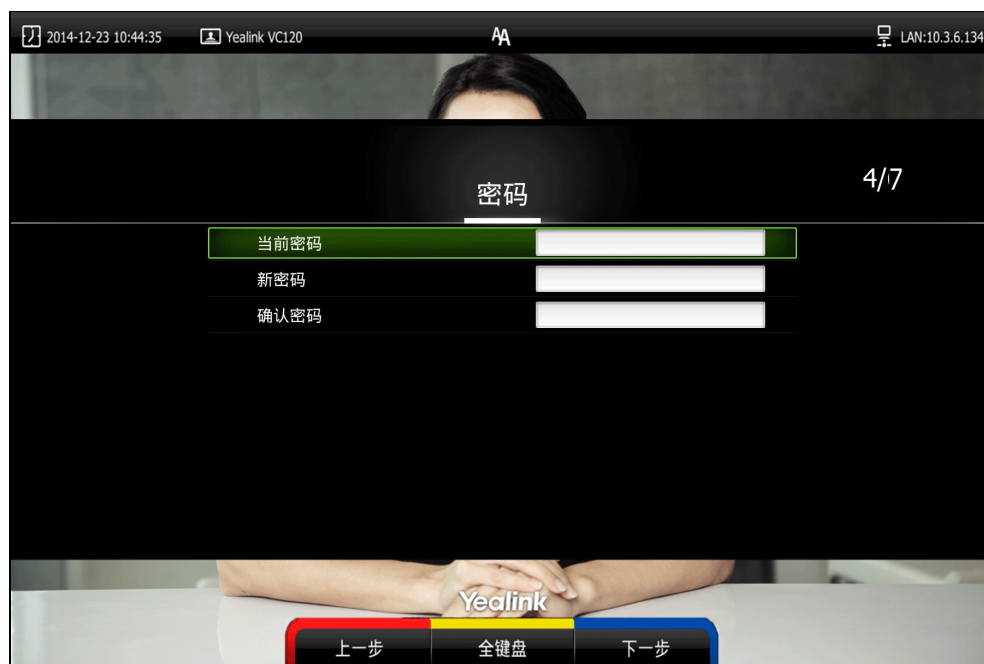 2014-12-23 10:44:35 Yealink VC120 AA LAN:10.3.6.134
密码 4/7
当前密码
新密码
确认密码
Yealink
上一步 全键盘 下一步